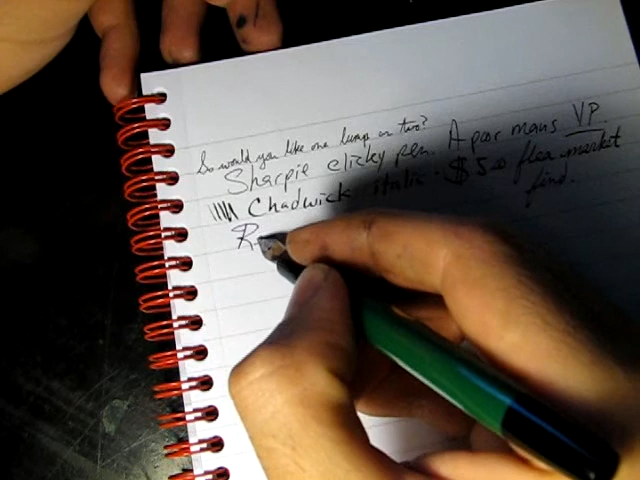 So would you like one lump or two?
Sharpie clicky pen. A poor mans VP.
Chadwick italic. $5.00 flea market
find.
R